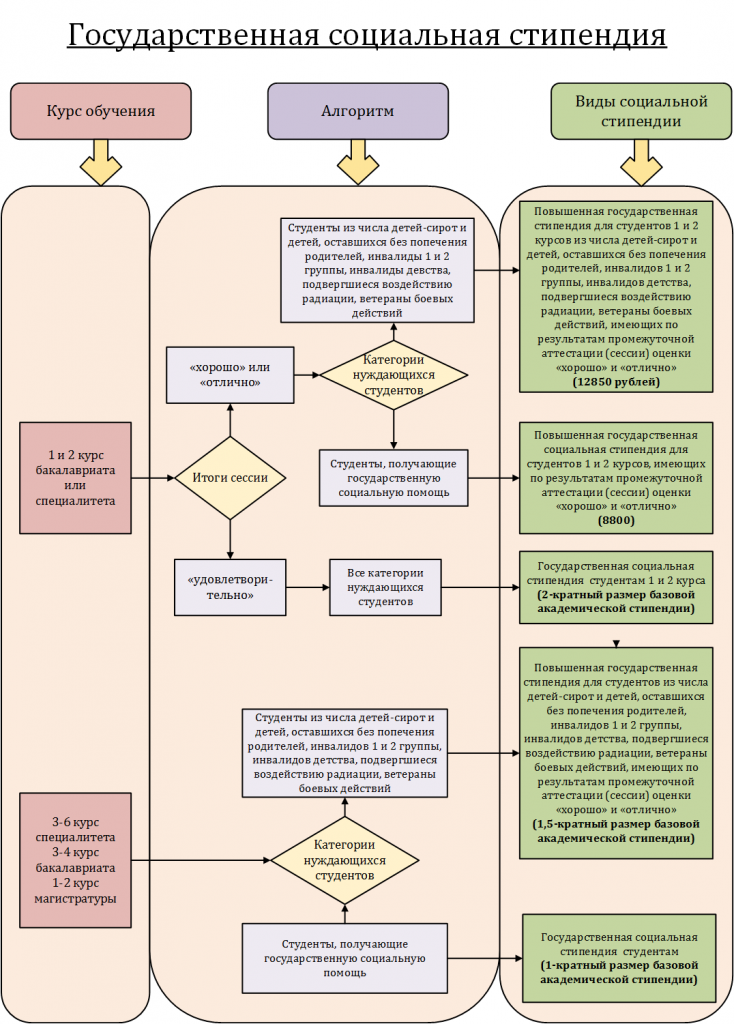 Государственная социальная стипендия
Курс обучения
Алгоритм
Виды социальной
стипендии
Студенты из числа детей-сирот и
детей, оставшихся без попечения
родителей, инвалиды 1 и 2
группы, инвалиды девства,
подвергшиеся воздействию
радиации, ветераны боевых
действий
Повышенная государственная
стипендия для студентов 1 и 2
курсов из числа детей-сирот и
детей, оставшихся без попечения
родителей, инвалидов 1 и 2
группы, инвалидов детства,
подвергшиеся воздействию
радиации, ветераны боевых
действий, имеющих по
результатам промежуточной
аттестации (сессии) оценки
«хорошо» и «отлично»
(12850 рублей)
«хорошо» или
«отлично»
Категории
нуждающихся
студентов
1 и 2 курс
бакалавриата
или
специалитета
Итоги сессии
Студенты, получающие
государственную
социальную помощь
Повышенная государственная
социальная стипендия для
студентов 1 и 2 курсов, имеющих
по результатам промежуточной
аттестации (сессии) оценки
«хорошо» и «отлично»
(8800)
«удовлетвори-
тельно»
Все категории
нуждающихся
студентов
Государственная социальная
стипендия студентам 1 и 2 курса
(2-кратный размер базовой
академической стипендии)
Студенты из числа детей-сирот и
детей, оставшихся без попечения
родителей, инвалидов 1 и 2 группы,
инвалидов детства, подвергшиеся
воздействию радиации, ветераны
боевых действий
Повышенная государственная
стипендия для студентов из числа
детей-сирот и детей, оставшихся
без попечения родителей,
инвалидов 1 и 2 группы,
инвалидов детства, подвергшиеся
воздействию радиации, ветераны
боевых действий, имеющих по
результатам промежуточной
аттестации (сессии) оценки
«хорошо» и «отлично»
(1,5-кратный размер базовой
академической стипендии)
3-6 курс
специалитета
3-4 курс
бакалавриата
1-2 курс
магистратуры
Категории
нуждающихся
студентов
Студенты, получающие
государственную социальную
помощь
Государственная социальная
стипендия студентам
(1-кратный размер базовой
академической стипендии)